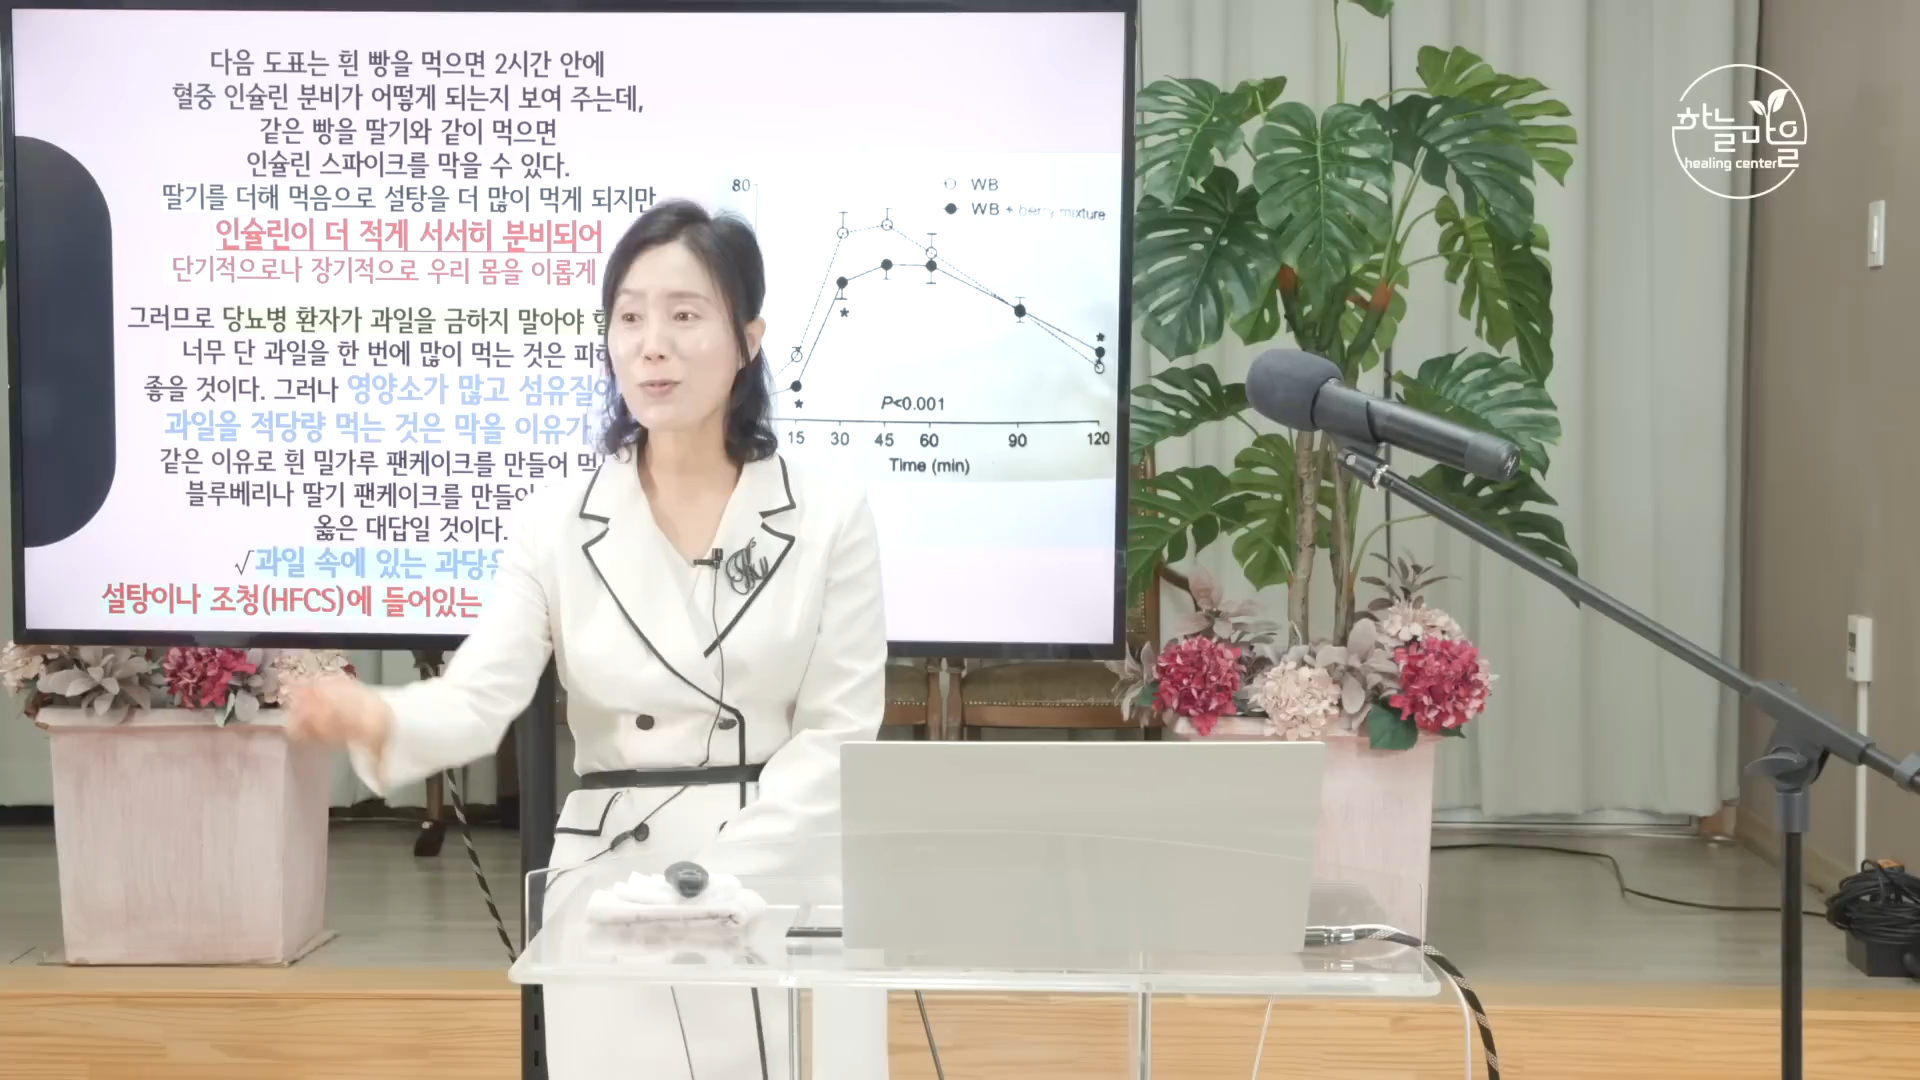 다음 도표는 흰 빵을 먹으면 2시간 안에
혈중 인슐린 분비가 어떻게 되는지 보여 주는데,
같은 빵을 딸기와 같이 먹으면
인슐린 스파이크를 막을 수 있다.
딸기를 더해 먹음으로 설탕을 더 많이 먹게 되지만
인슐린이 더 적게 서서히 분비되어
단기적으로나 장기적으로 우리 몸을 이롭게
그러므로 당뇨병 환자가 과일을 금하지 말아야
너무 단 과일을 한 번에 많이 먹는 것은
좋을 것이다. 그러나 영양소가 많고
과일을 적당량 먹는 것은 막을 이유가
같은 이유로 흰 밀가루 팬케이크를 만들어
블루베리나 딸기 팬케이크를
옳은 대답일 것이다.
√과일 속에 있는
설탕이나 조청(HFCS)에 들어있는
80
WB
WB + berry mixture
P<0.001
15 30 45 60 90 120
Time (min)
하늘마을
healing center